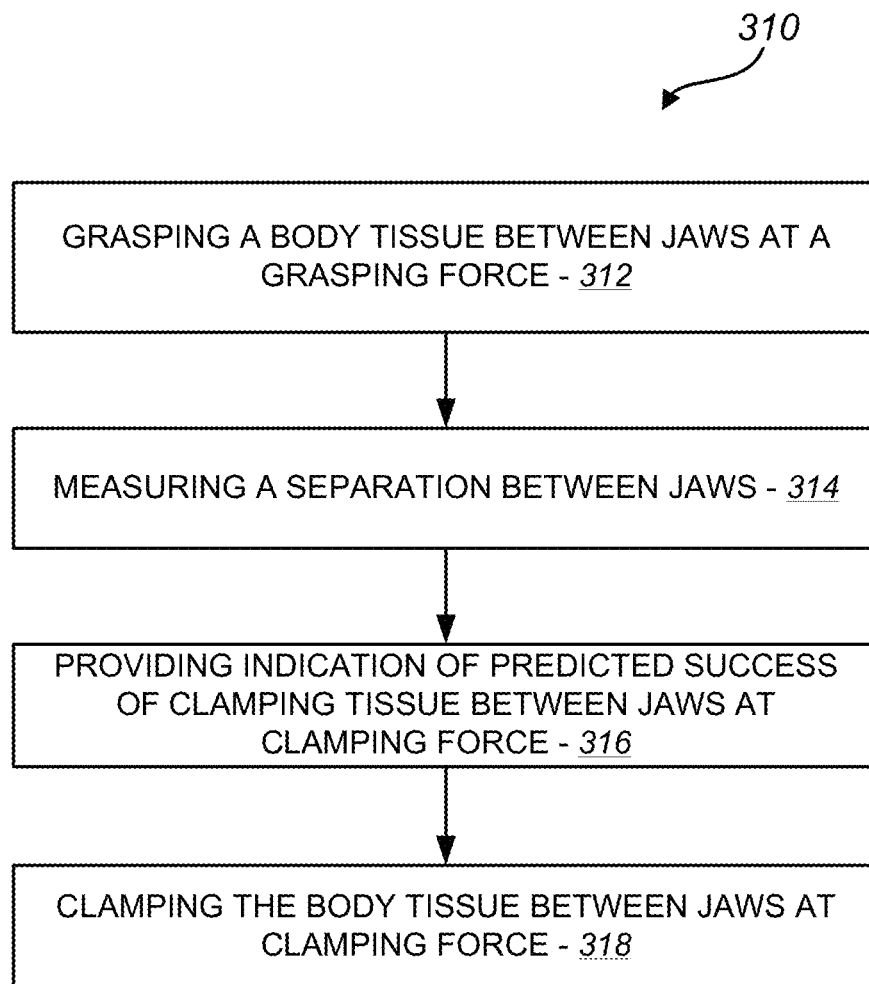 310
GRASPING A BODY TISSUE BETWEEN JAWS AT A
GRASPING FORCE - 312
MEASURING A SEPARATION BETWEEN JAWS - 314
PROVIDING INDICATION OF PREDICTED SUCCESS
OF CLAMPING TISSUE BETWEEN JAWS AT
CLAMPING FORCE - 316
CLAMPING THE BODY TISSUE BETWEEN JAWS AT
CLAMPING FORCE - 318